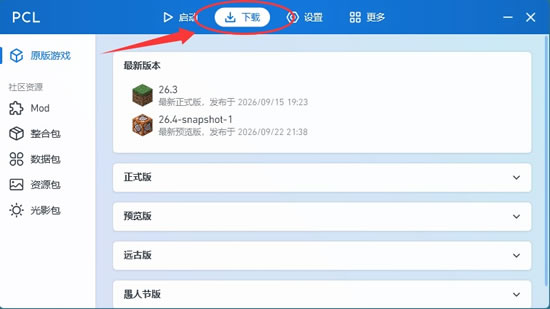 PCL
启动
下载
设置
更多
原版游戏
社区资源
Mod
整合包
数据包
资源包
光影包
最新版本
26.3
最新正式版，发布于 2026/09/15 19:23
26.4-snapshot-1
最新预览版，发布于 2026/09/22 21:38
正式版
预览版
远古版
愚人节版